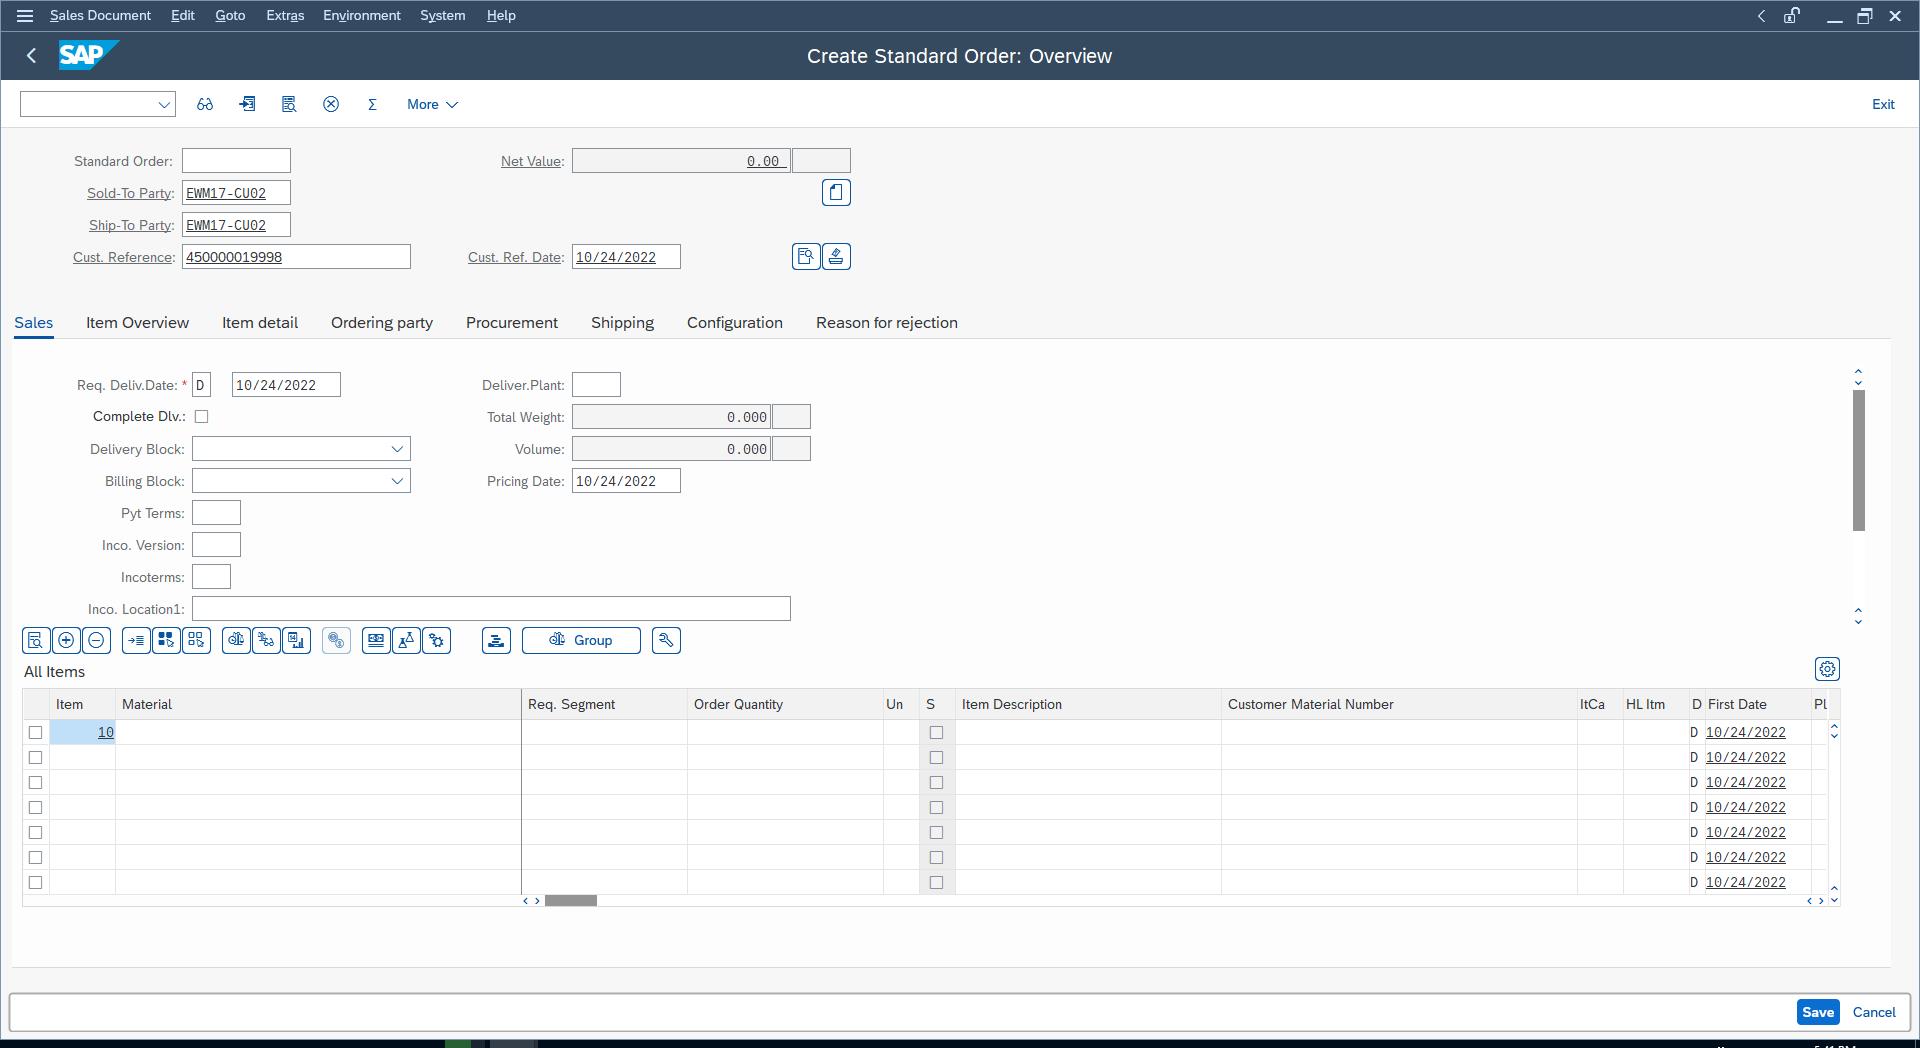 Sales Document Edit Goto Extras Environment System Help
SAP Create Standard Order: Overview
More Exit
Standard Order: Net Value: 0.00
Sold-To Party: EWM17-CU02
Ship-To Party: EWM17-CU02
Cust. Reference: 450000019998 Cust. Ref. Date: 10/24/2022
Sales Item Overview Item detail Ordering party Procurement Shipping Configuration Reason for rejection
Req. Deliv.Date: * D 10/24/2022 Deliver.Plant:
Complete Dlv.: Total Weight: 0.000
Delivery Block: Volume: 0.000
Billing Block: Pricing Date: 10/24/2022
Pyt Terms:
Inco. Version:
Incoterms:
Inco. Location1:
Group
All Items
Item Material Req. Segment Order Quantity Un S Item Description Customer Material Number ItCa HL Itm D First Date Pl
10 D 10/24/2022
D 10/24/2022
D 10/24/2022
D 10/24/2022
D 10/24/2022
D 10/24/2022
D 10/24/2022
Save Cancel